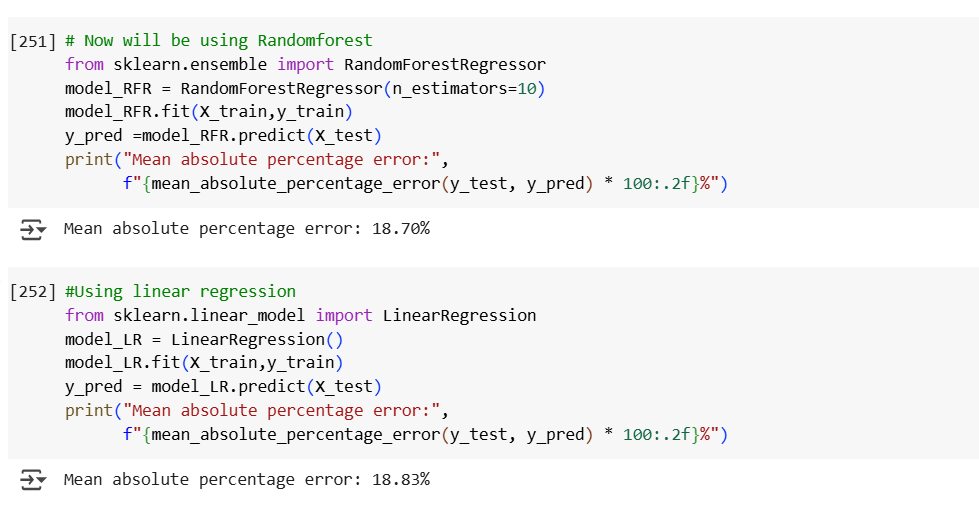 [251] # Now will be using Randomforest
from sklearn.ensemble import RandomForestRegressor
model_RFR = RandomForestRegressor(n_estimators=10)
model_RFR.fit(X_train,y_train)
y_pred =model_RFR.predict(X_test)
print("Mean absolute percentage error:",
f"{mean_absolute_percentage_error(y_test, y_pred) * 100:.2f}%")
Mean absolute percentage error: 18.70%
[252] #Using linear regression
from sklearn.linear_model import LinearRegression
model_LR = LinearRegression()
model_LR.fit(X_train,y_train)
y_pred = model_LR.predict(X_test)
print("Mean absolute percentage error:",
f"{mean_absolute_percentage_error(y_test, y_pred) * 100:.2f}%")
Mean absolute percentage error: 18.83%